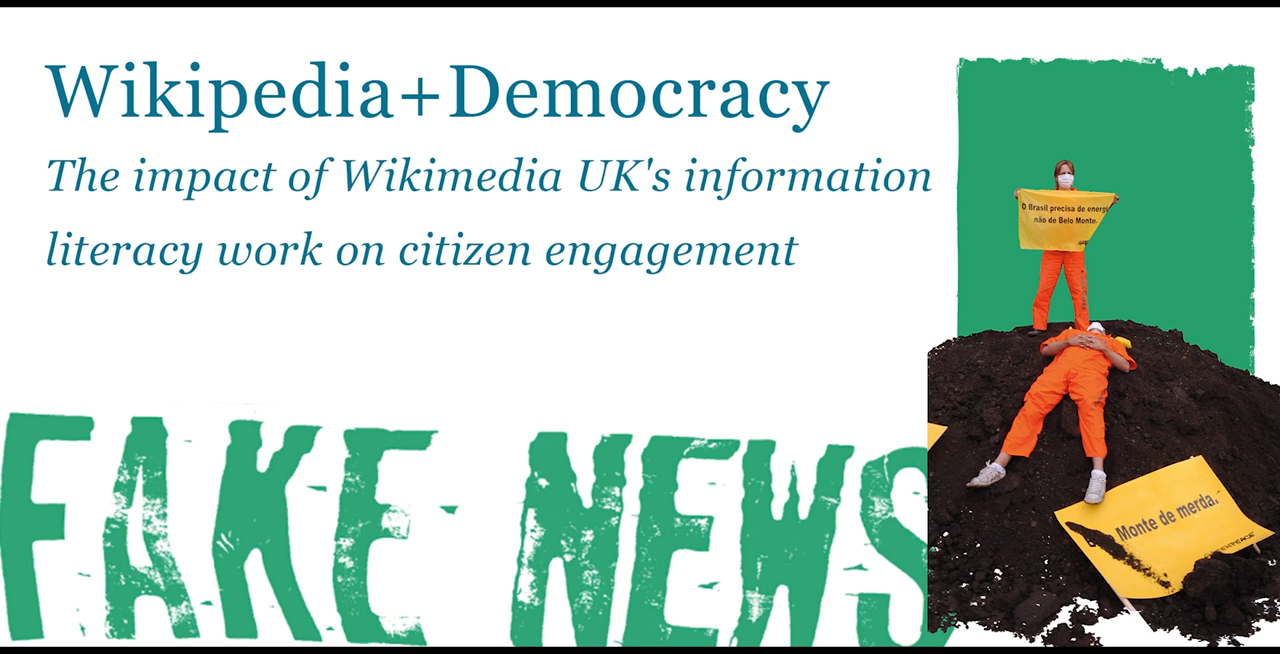 Wikipedia+Democracy
The impact of Wikimedia UK's information
literacy work on citizen engagement
O Brasil precisa de energi
não de Belo Monte.
FAKE NEWS
Monte de merda.